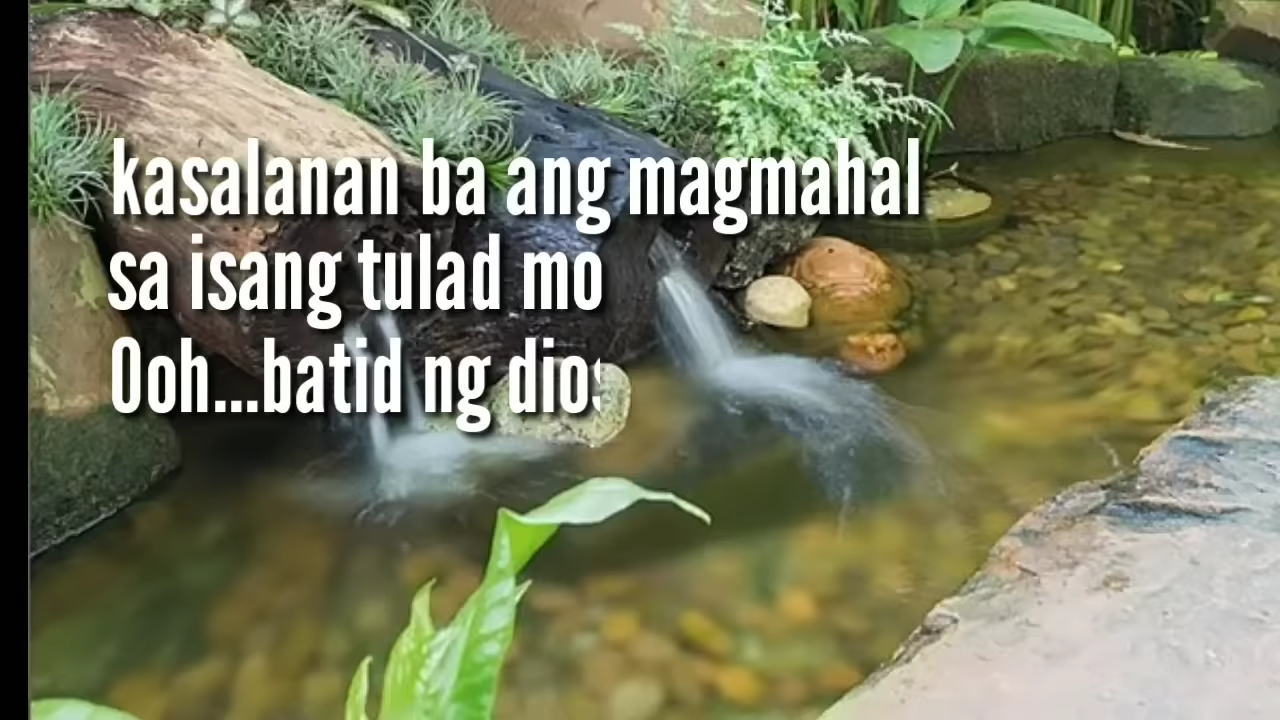 kasalanan ba ang magmahal
sa isang tulad mo
Ooh...batid ng dios